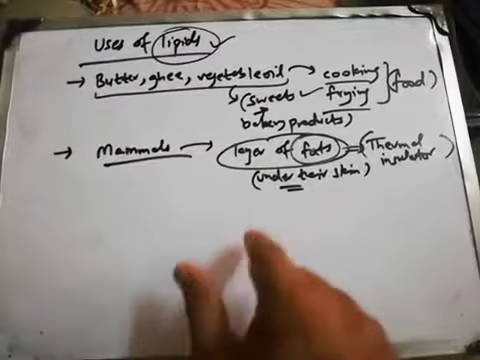 Uses of lipids
→ Butter, ghee, vegetable oil → cooking frying } (food)
(sweets bakery products)
→ Mammals → layer of fats ⇒ (Thermal insulator)
(under their skin)